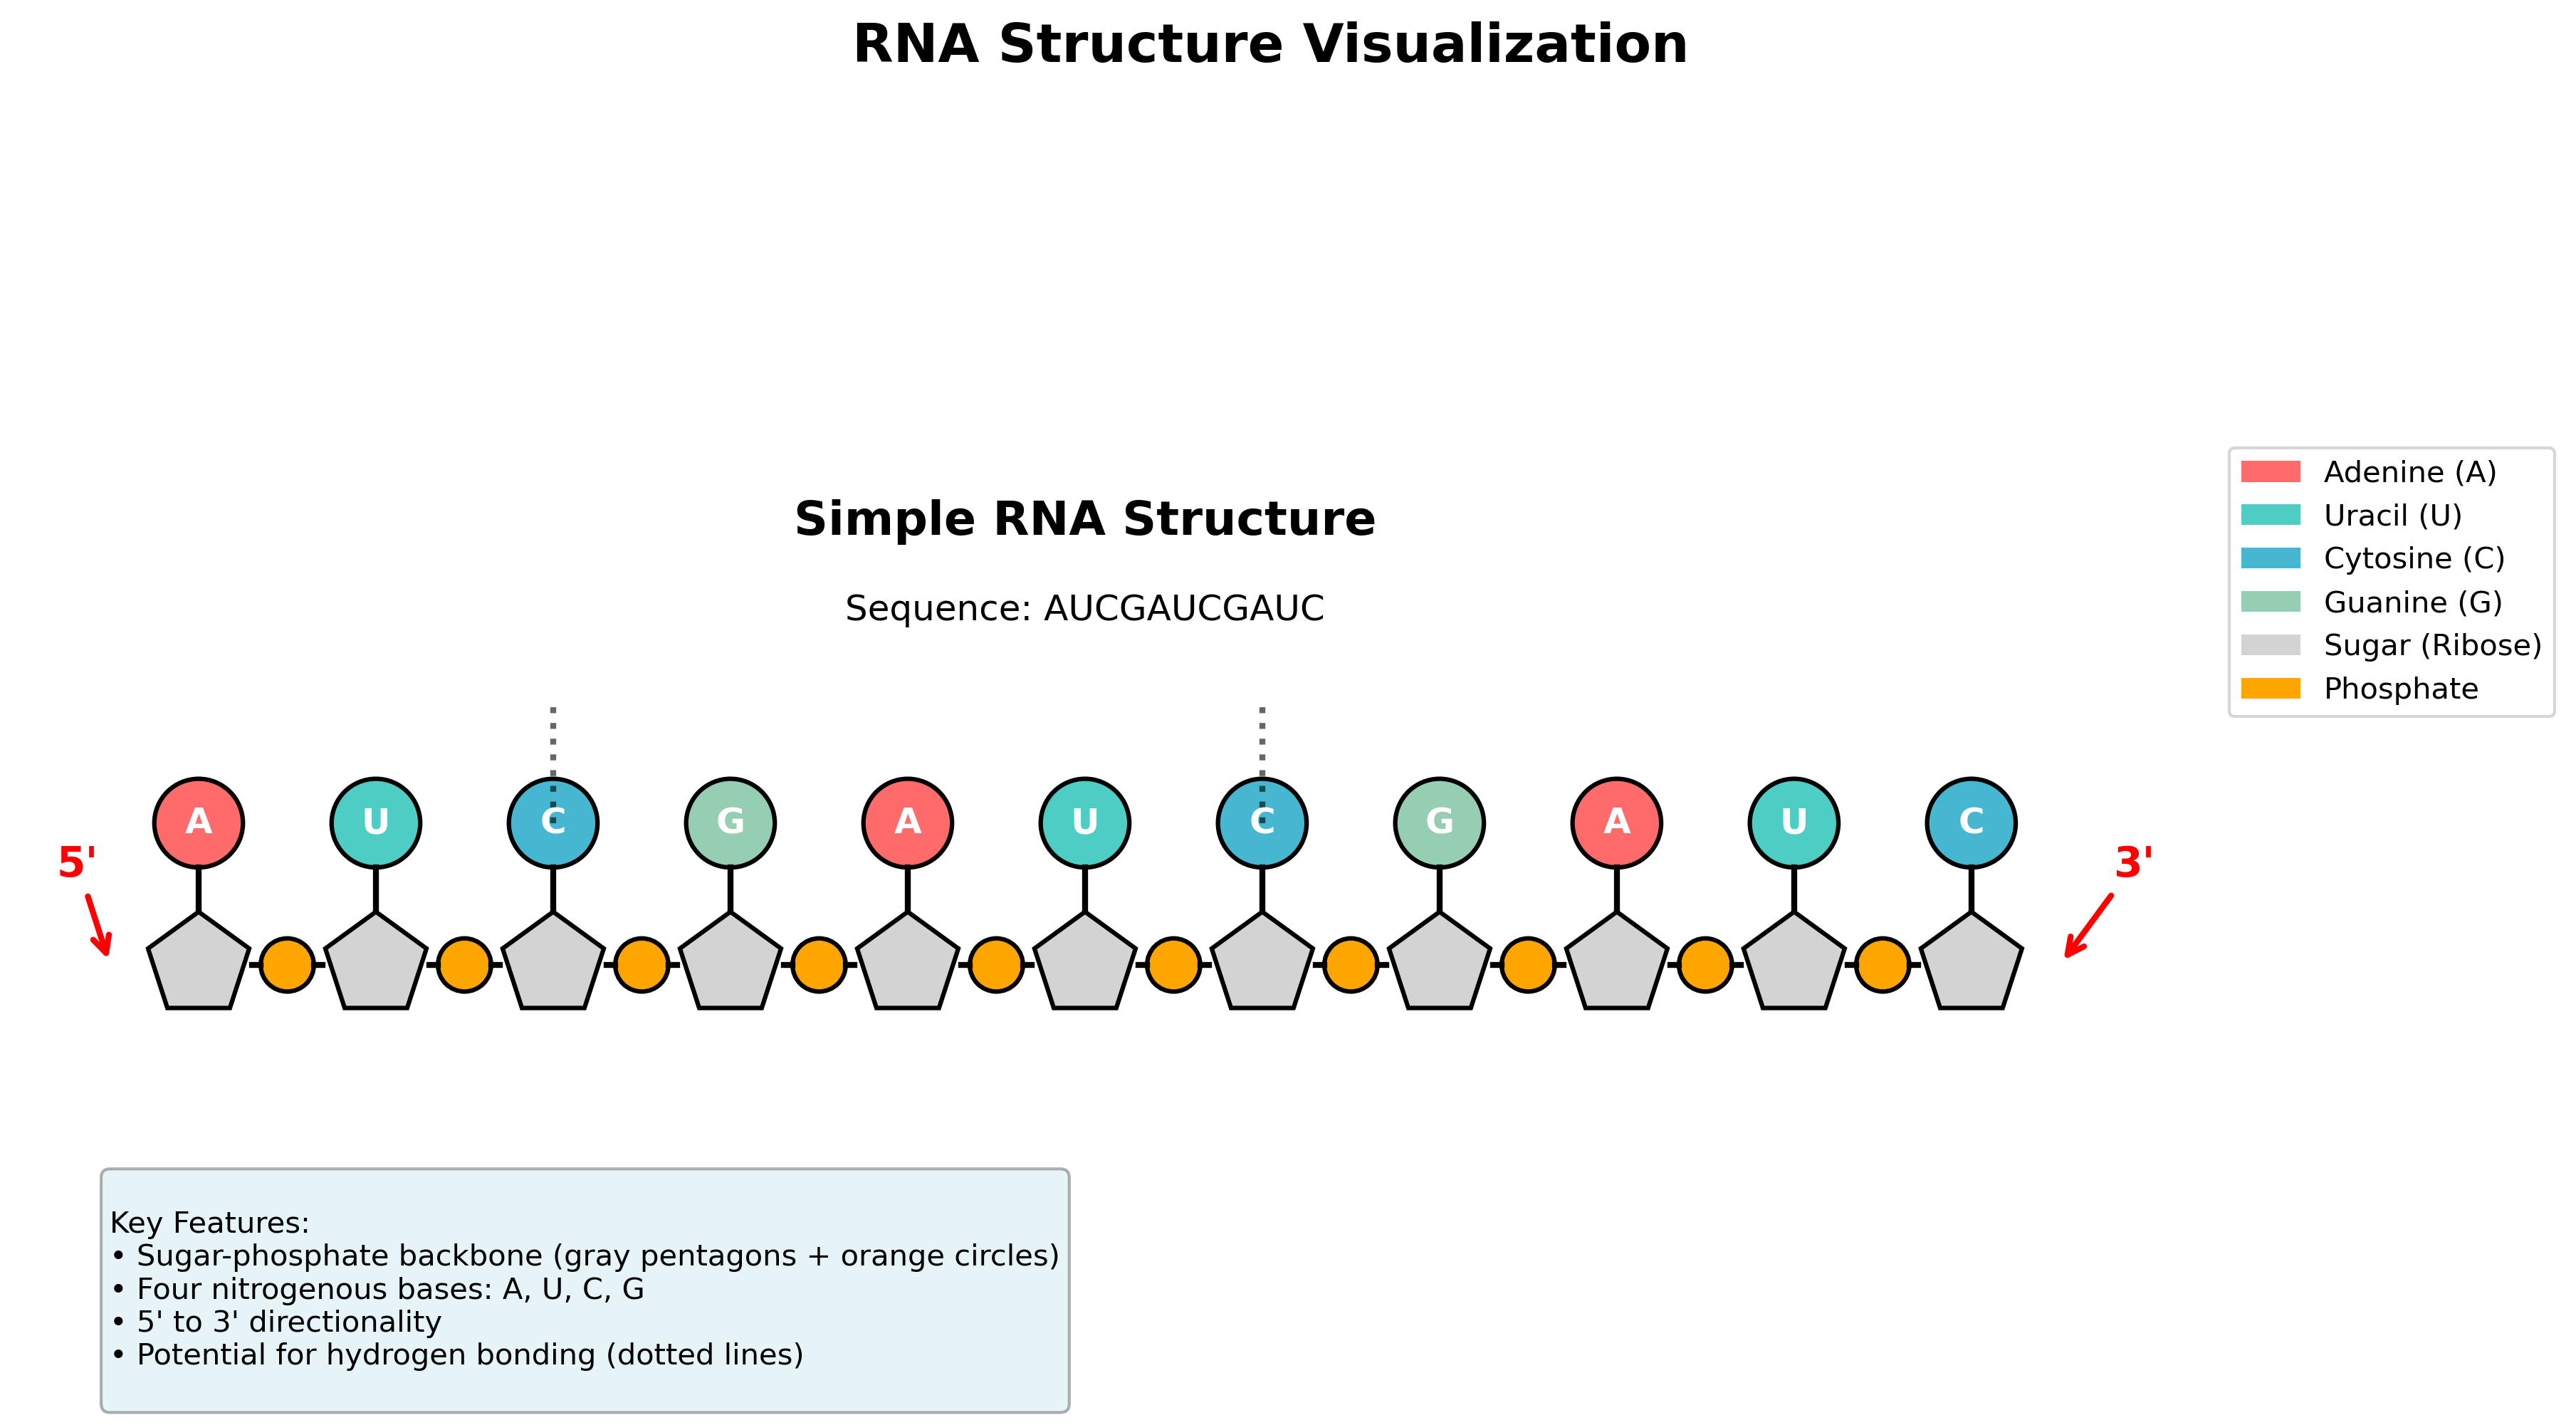 RNA Structure Visualization
Simple RNA Structure
Sequence: AUCGAUCGAUC
Adenine (A)
Uracil (U)
Cytosine (C)
Guanine (G)
Sugar (Ribose)
Phosphate
A U C G A U C G A U C
5'
3'
Key Features:
• Sugar-phosphate backbone (gray pentagons + orange circles)
• Four nitrogenous bases: A, U, C, G
• 5' to 3' directionality
• Potential for hydrogen bonding (dotted lines)